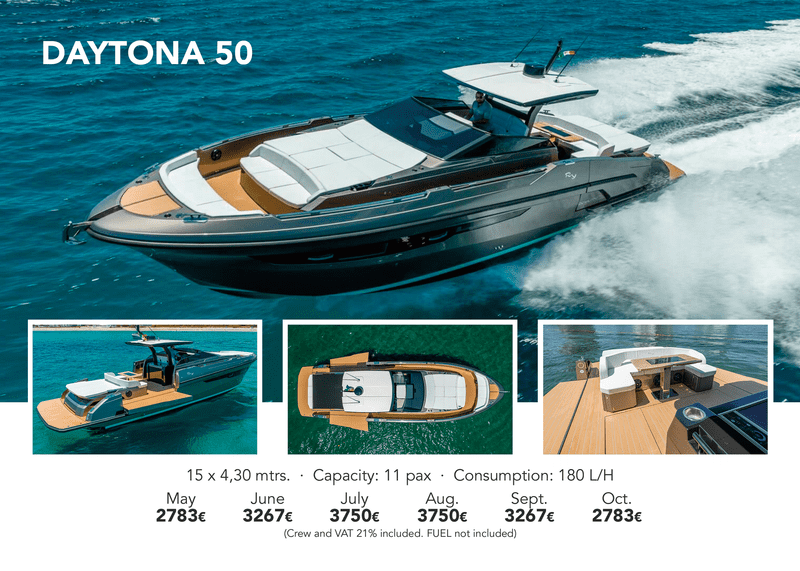 DAYTONA 50
15 x 4,30 mtrs. · Capacity: 11 pax · Consumption: 180 L/H
May June July Aug. Sept. Oct.
2783€ 3267€ 3750€ 3750€ 3267€ 2783€
(Crew and VAT 21% included. FUEL not included)